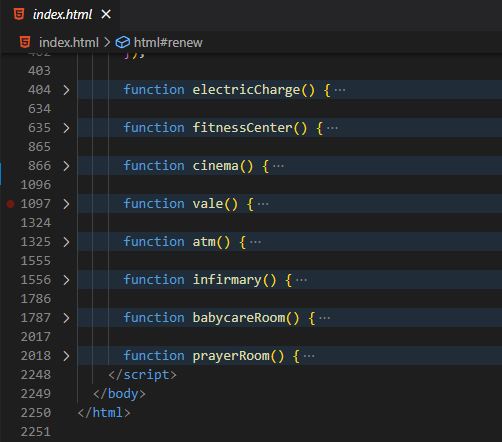 index.html
index.html > html#renew
402 });
403
404 function electricCharge() {···
634
635 function fitnessCenter() {···
865
866 function cinema() {···
1096
1097 function vale() {···
1324
1325 function atm() {···
1555
1556 function infirmary() {···
1786
1787 function babycareRoom() {···
2017
2018 function prayerRoom() {···
2248 </script>
2249 </body>
2250 </html>
2251